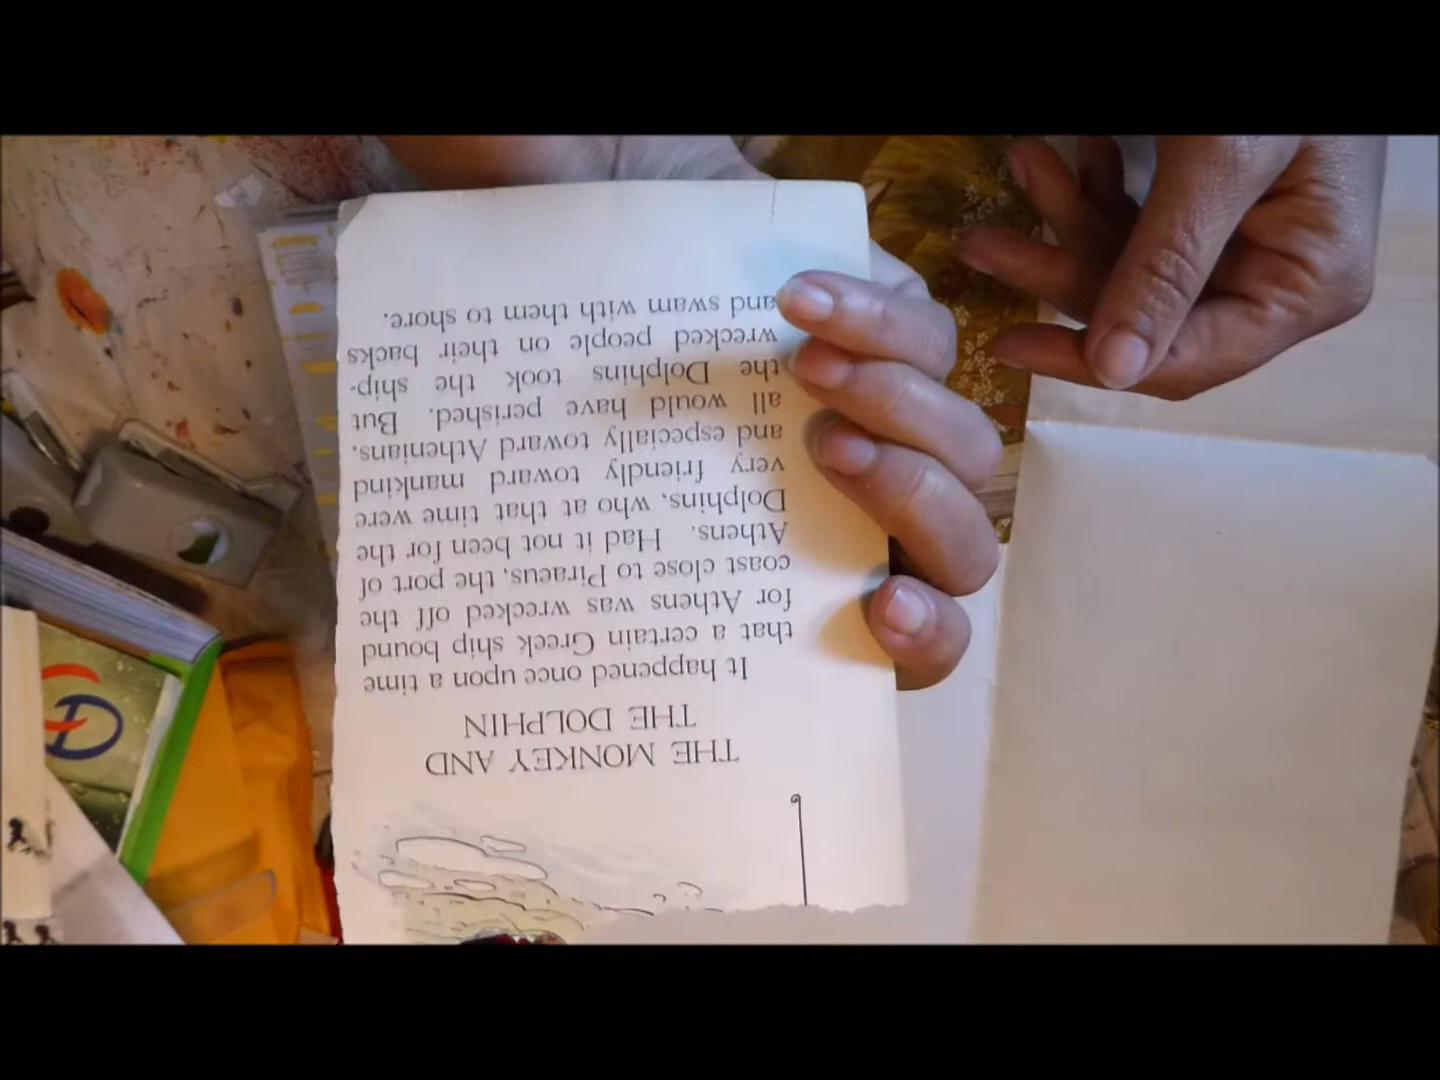 THE MONKEY AND
THE DOLPHIN
It happened once upon a time
that a certain Greek ship bound
for Athens was wrecked off the
coast close to Piraeus, the port of
Athens. Had it not been for the
Dolphins, who at that time were
very friendly toward mankind
and especially toward Athenians,
all would have perished. But
the Dolphins took the ship-
wrecked people on their backs
and swam with them to shore.